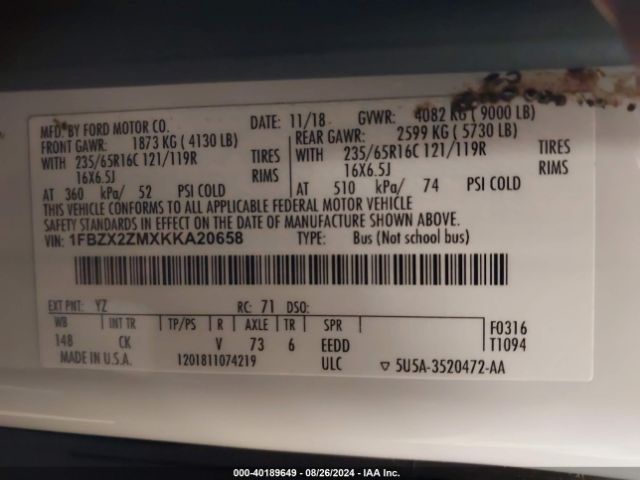 MFD. BY FORD MOTOR CO. DATE: 11/18 GVWR: 4082 KG ( 9000 LB)
FRONT GAWR: 1873 KG ( 4130 LB) REAR GAWR: 2599 KG ( 5730 LB)
WITH 235/65R16C 121/119R TIRES WITH 235/65R16C 121/119R TIRES
16X6.5J RIMS 16X6.5J RIMS
AT 360 kPa/ 52 PSI COLD AT 510 kPa/ 74 PSI COLD
THIS VEHICLE CONFORMS TO ALL APPLICABLE FEDERAL MOTOR VEHICLE
SAFETY STANDARDS IN EFFECT ON THE DATE OF MANUFACTURE SHOWN ABOVE.
VIN: 1FBZX2ZMXKKA20658 TYPE: Bus (Not school bus)
EXT PNT: YZ RC: 71 DSO:
WB INT TR TP/PS R AXLE TR SPR F0316
148 CK V 73 6 EEDD T1094
MADE IN U.S.A. 1201811074219 ULC ▽ 5U5A-3520472-AA
000-40189649 - 08/26/2024 - IAA Inc.